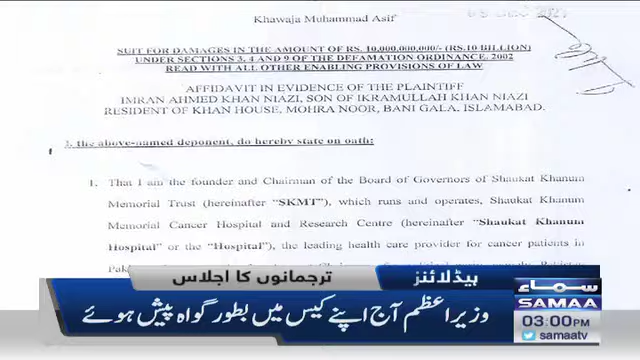 Khawaja Muhammad Asif
SUIT FOR DAMAGES IN THE AMOUNT OF RS. 10,000,000,000/- (RS.10 BILLION)
UNDER SECTIONS 3, 4 AND 9 OF THE DEFAMATION ORDINANCE, 2002
READ WITH ALL OTHER ENABLING PROVISIONS OF LAW
AFFIDAVIT IN EVIDENCE OF THE PLAINTIFF
IMRAN AHMED KHAN NIAZI, SON OF IKRAMULLAH KHAN NIAZI
RESIDENT OF KHAN HOUSE, MOHRA NOOR, BANI GALA, ISLAMABAD.
I, the above-named deponent, do hereby state on oath:
1. That I am the founder and Chairman of the Board of Governors of Shaukat Khanum
Memorial Trust (hereinafter “SKMT”), which runs and operates, Shaukat Khanum
Memorial Cancer Hospital and Research Centre (hereinafter “Shaukat Khanum
Hospital” or the “Hospital”), the leading health care provider for cancer patients in
ہیڈلائنز
ترجمانوں کا اجلاس
وزیراعظم آج اپنے کیس میں بطور گواہ پیش ہوئے
سماء
SAMAA
03:00PM
samaatv